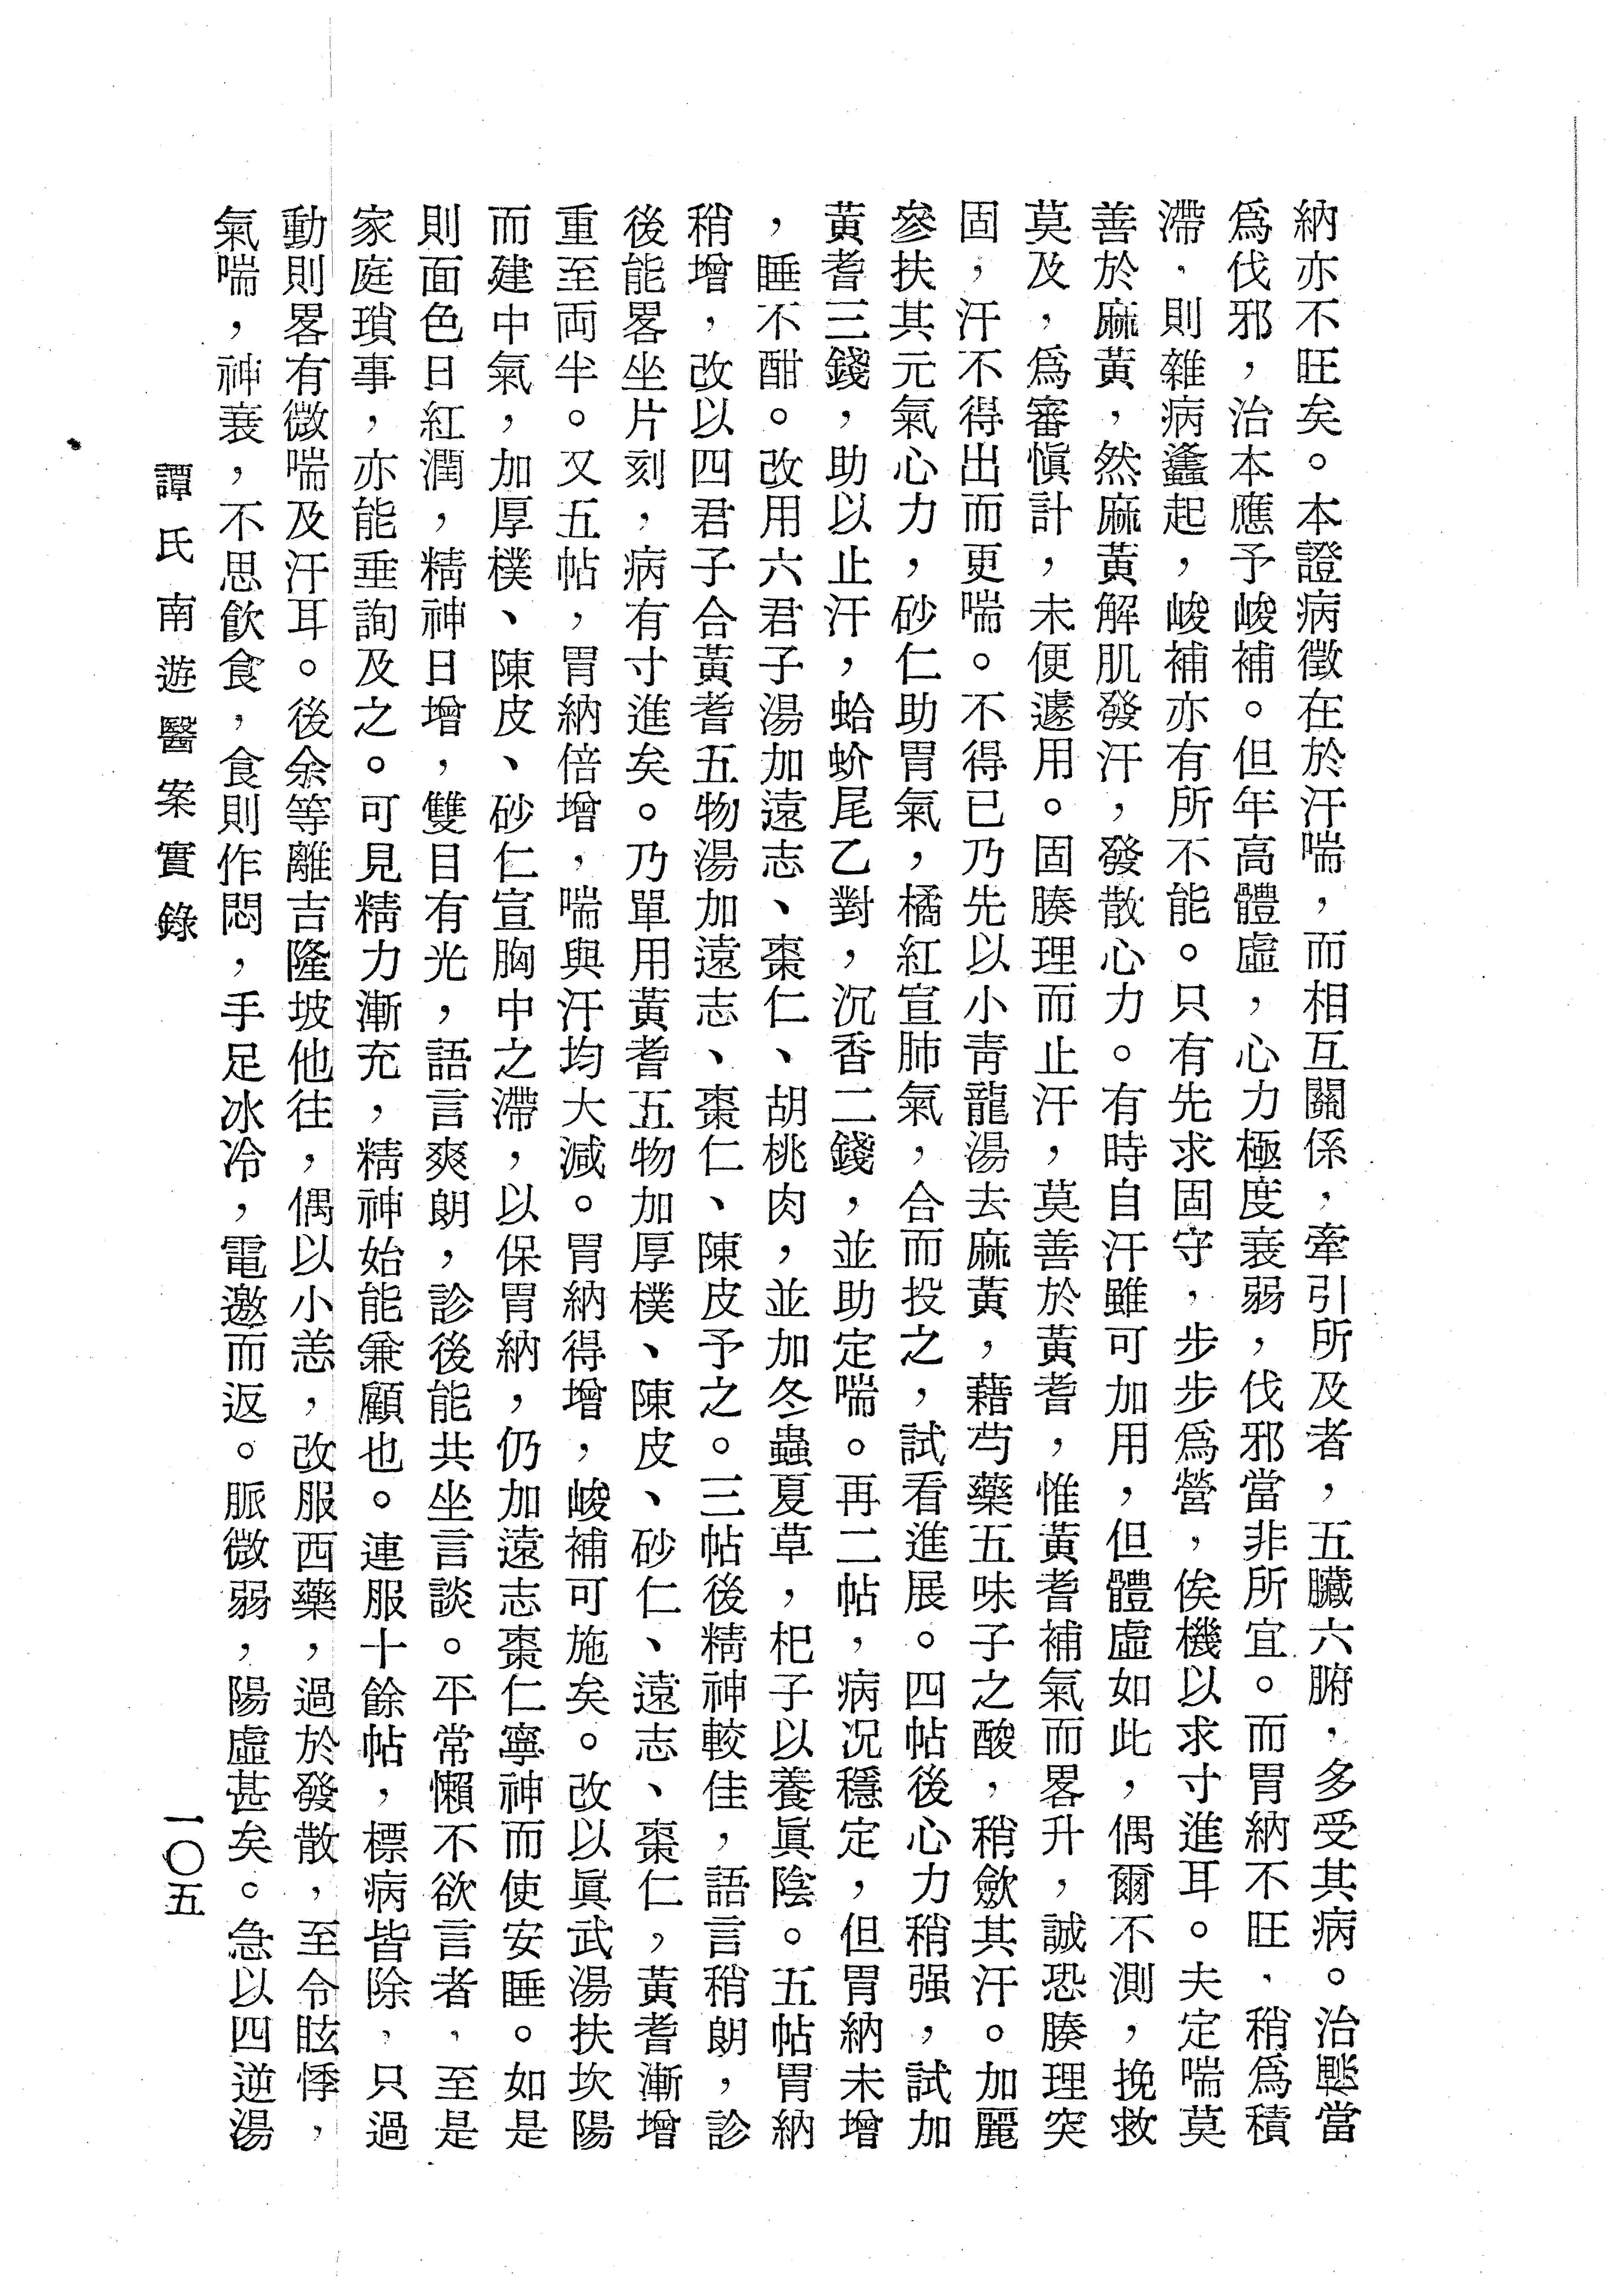 納亦不旺矣。本證病徵在於汗喘，而相互關係，牽引所及者，五臟六腑，多受其病。治標當
爲伐邪，治本應予峻補。但年高體虛，心力極度衰弱，伐邪當非所宜。而胃納不旺，稍爲積
滯，則雜病蠭起，峻補亦有所不能。只有先求固守，步步爲營，俟機以求寸進耳。夫定喘莫
善於麻黃，然麻黃解肌發汗，發散心力。有時自汗雖可加用，但體虛如此，偶爾不測，挽救
莫及，爲審愼計，未便遽用。固腠理而止汗，莫善於黃耆，惟黃耆補氣而畧升，誠恐腠理突
固，汗不得出而更喘。不得已乃先以小靑龍湯去麻黃，藉芍藥五味子之酸，稍歛其汗。加麗
參扶其元氣心力，砂仁助胃氣，橘紅宣肺氣，合而投之，試看進展。四帖後心力稍强，試加
黃耆三錢，助以止汗，蛤蚧尾乙對，沉香二錢，並助定喘。再二帖，病況穩定，但胃納未增
，睡不酣。改用六君子湯加遠志、棗仁、胡桃肉，並加冬蟲夏草，杞子以養眞陰。五帖胃納
稍增，改以四君子合黃耆五物湯加遠志、棗仁、陳皮予之。三帖後精神較佳，語言稍朗，診
後能畧坐片刻，病有寸進矣。乃單用黃耆五物加厚樸、陳皮、砂仁、遠志、棗仁，黃耆漸增
重至両半。又五帖，胃納倍增，喘與汗均大減。胃納得增，峻補可施矣。改以眞武湯扶坎陽
而建中氣，加厚樸、陳皮、砂仁宣胸中之滯，以保胃納，仍加遠志棗仁寧神而使安睡。如是
則面色日紅潤，精神日增，雙目有光，語言爽朗，診後能共坐言談。平常懶不欲言者，至是
家庭瑣事，亦能垂詢及之。可見精力漸充，精神始能兼顧也。連服十餘帖，標病皆除，只過
動則畧有微喘及汗耳。後余等離吉隆坡他往，偶以小恙，改服西藥，過於發散，至令眩悸，
氣喘，神衰，不思飮食，食則作悶，手足冰冷，電邀而返。脈微弱，陽虛甚矣。急以四逆湯
譚氏南遊醫案實錄
一〇五